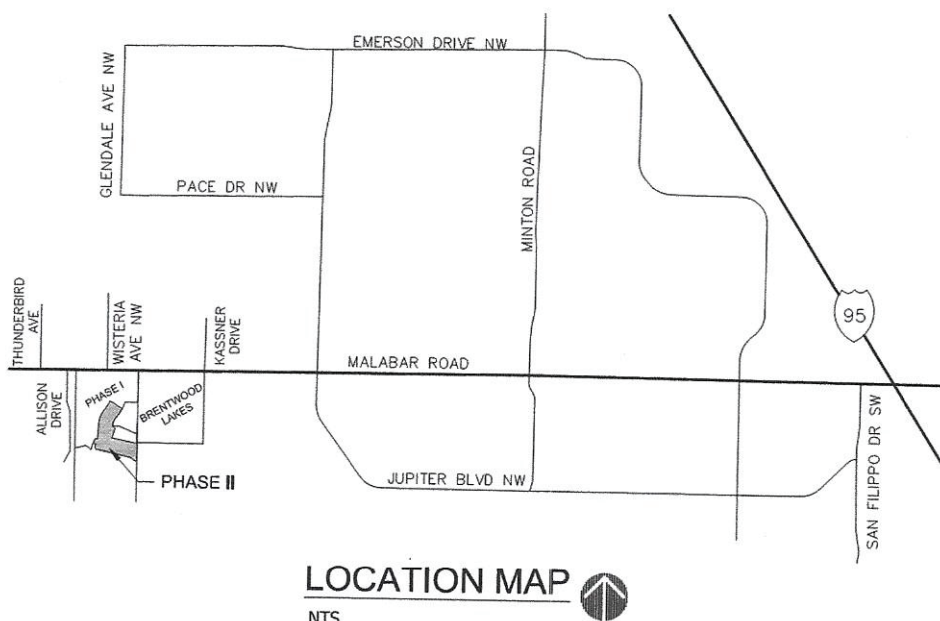 EMERSON DRIVE NW
GLENDALE AVE NW
PACE DR NW
MINTON ROAD
95
THUNDERBIRD
AVE
WISTERIA
AVE NW
KASSNER
DRIVE
MALABAR ROAD
ALLISON
DRIVE
PHASE I
BRENTWOOD
LAKES
PHASE II
JUPITER BLVD NW
SAN FILIPPO DR SW
LOCATION MAP
NTS